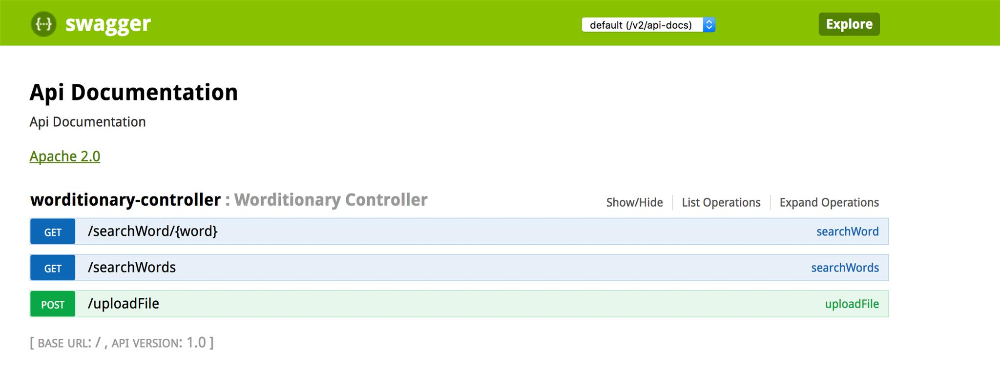 {···} swagger default (/v2/api-docs) Explore
Api Documentation
Api Documentation
Apache 2.0
worditionary-controller : Worditionary Controller Show/Hide List Operations Expand Operations
GET /searchWord/{word} searchWord
GET /searchWords searchWords
POST /uploadFile uploadFile
[ BASE URL: / , API VERSION: 1.0 ]